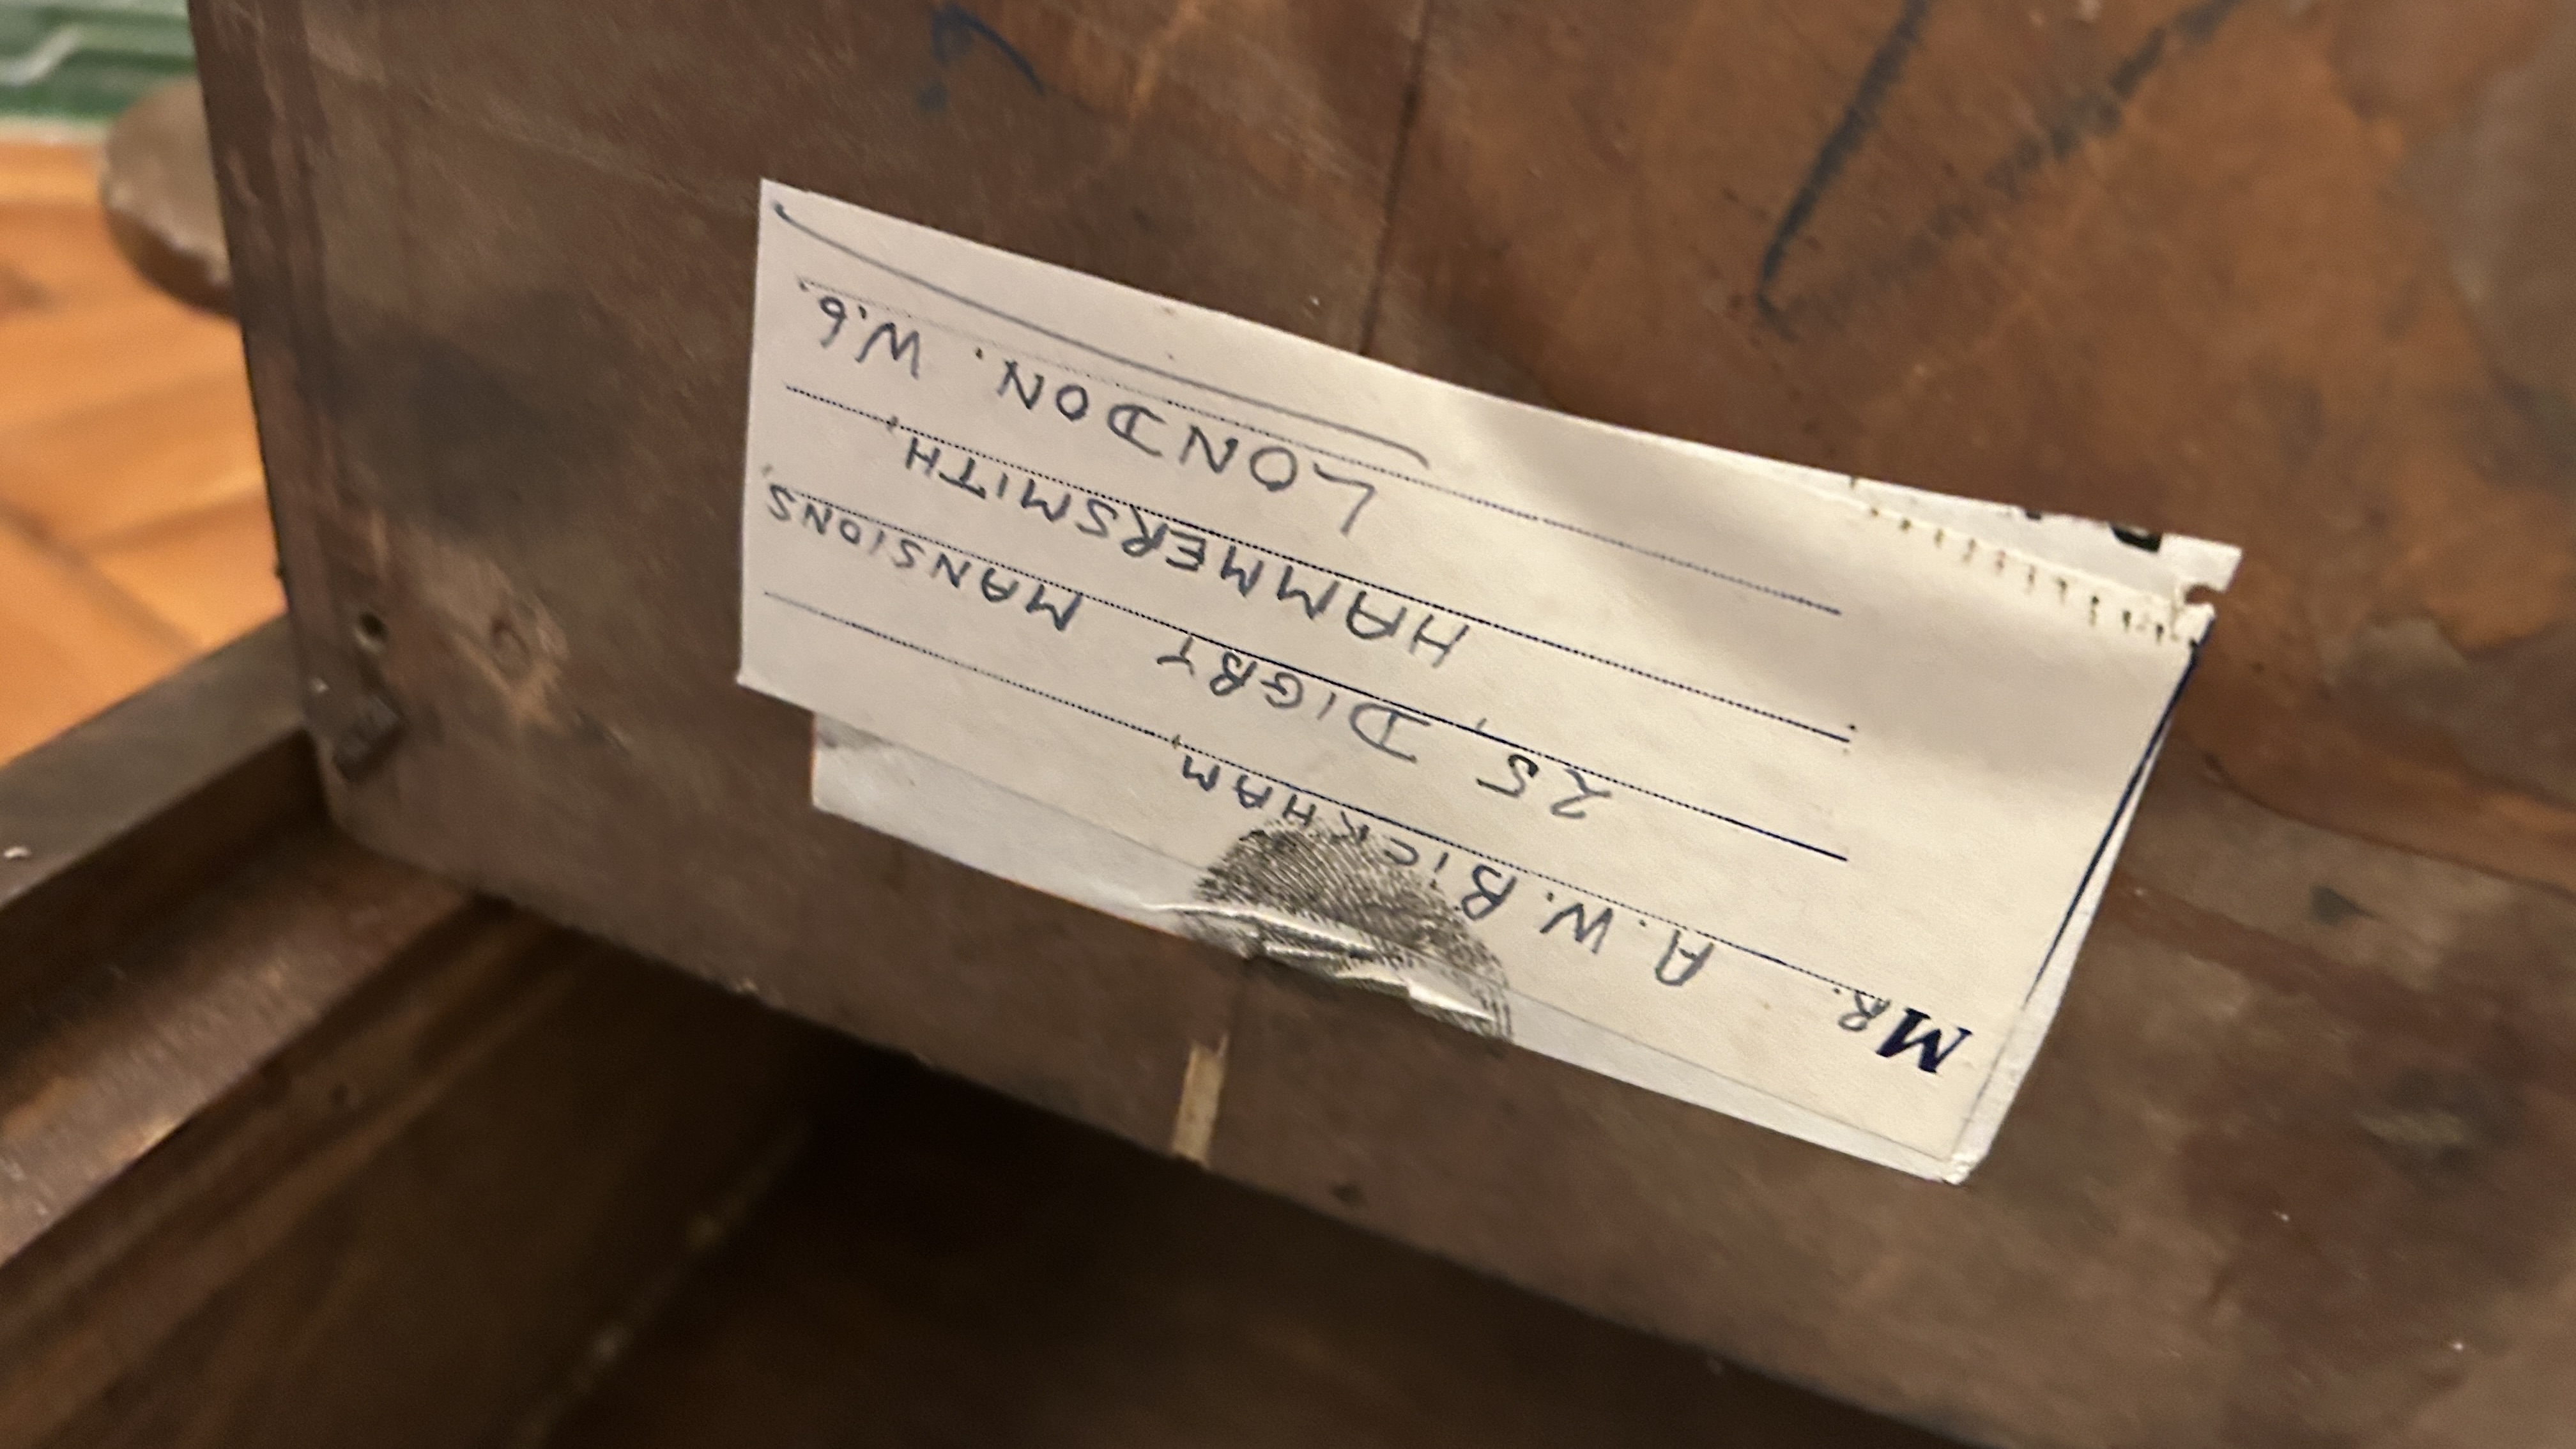 MR. A. W. BICKHAM,
25, DIGBY MANSIONS,
HAMMERSMITH,
LONDON. W.6.